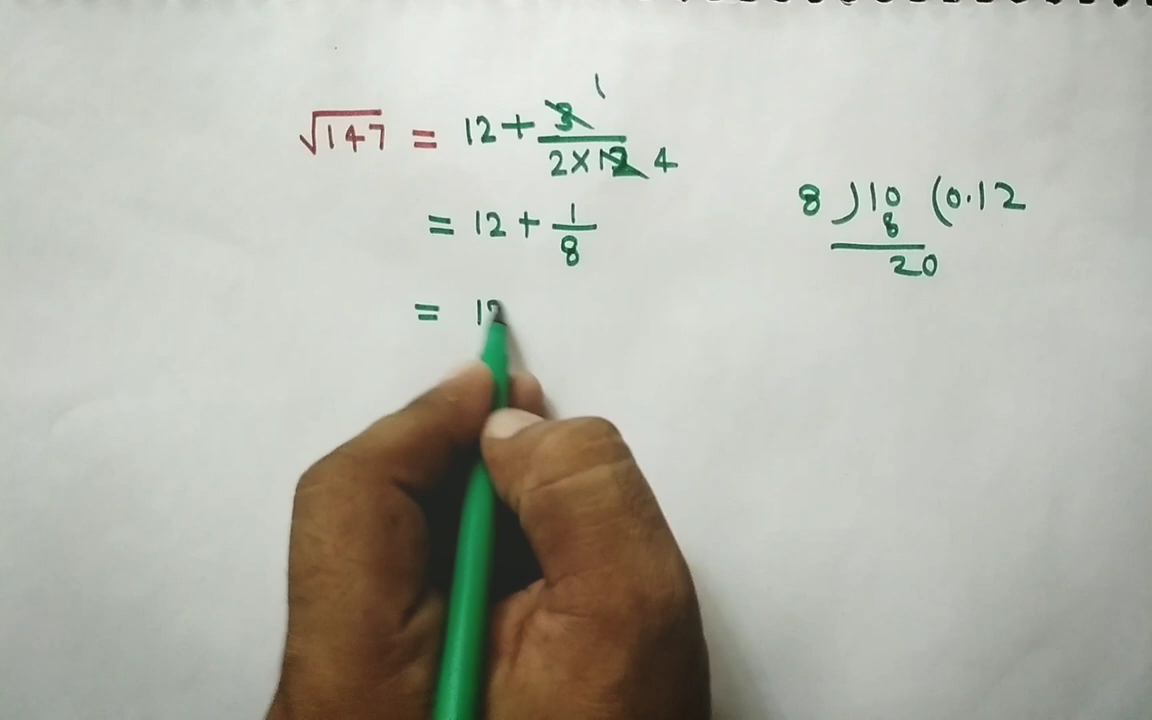 √147 = 12 + 3/(2×12) 1 4
= 12 + 1/8
= 12
8 ) 10 ( 0.12
8
20